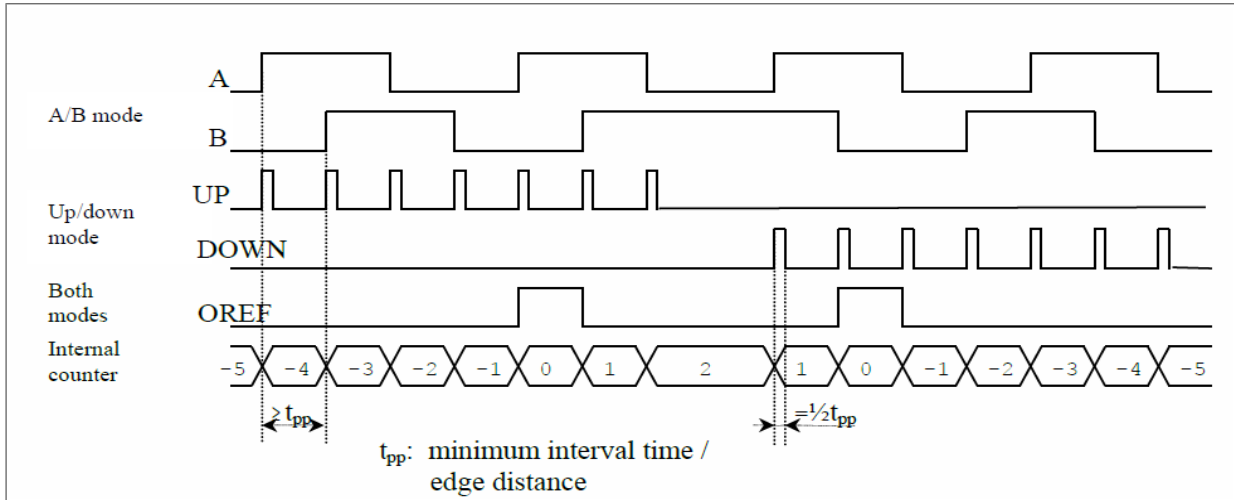 A
A/B mode
B
UP
Up/down
mode
DOWN
Both
modes
OREF
Internal
counter
-5 -4 -3 -2 -1 0 1 2 1 0 -1 -2 -3 -4 -5
≥ tpp
=½tpp
tpp: minimum interval time /
edge distance